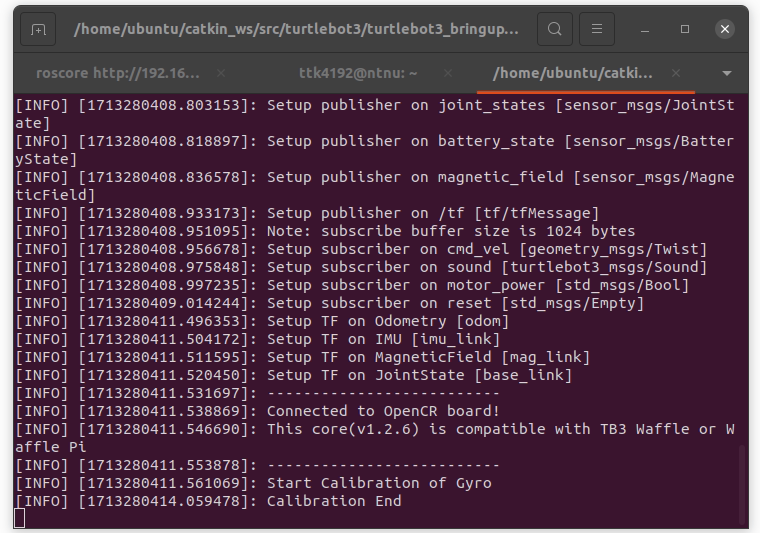 /home/ubuntu/catkin_ws/src/turtlebot3/turtlebot3_bringup...
roscore http://192.16...
ttk4192@ntnu: ~
/home/ubuntu/catki...
[INFO] [1713280408.803153]: Setup publisher on joint_states [sensor_msgs/JointSt
ate]
[INFO] [1713280408.818897]: Setup publisher on battery_state [sensor_msgs/Batter
yState]
[INFO] [1713280408.836578]: Setup publisher on magnetic_field [sensor_msgs/Magne
ticField]
[INFO] [1713280408.933173]: Setup publisher on /tf [tf/tfMessage]
[INFO] [1713280408.951095]: Note: subscribe buffer size is 1024 bytes
[INFO] [1713280408.956678]: Setup subscriber on cmd_vel [geometry_msgs/Twist]
[INFO] [1713280408.975848]: Setup subscriber on sound [turtlebot3_msgs/Sound]
[INFO] [1713280408.997235]: Setup subscriber on motor_power [std_msgs/Bool]
[INFO] [1713280409.014244]: Setup subscriber on reset [std_msgs/Empty]
[INFO] [1713280411.496353]: Setup TF on Odometry [odom]
[INFO] [1713280411.504172]: Setup TF on IMU [imu_link]
[INFO] [1713280411.511595]: Setup TF on MagneticField [mag_link]
[INFO] [1713280411.520450]: Setup TF on JointState [base_link]
[INFO] [1713280411.531697]: --------------------------
[INFO] [1713280411.538869]: Connected to OpenCR board!
[INFO] [1713280411.546690]: This core(v1.2.6) is compatible with TB3 Waffle or W
affle Pi
[INFO] [1713280411.553878]: --------------------------
[INFO] [1713280411.561069]: Start Calibration of Gyro
[INFO] [1713280414.059478]: Calibration End